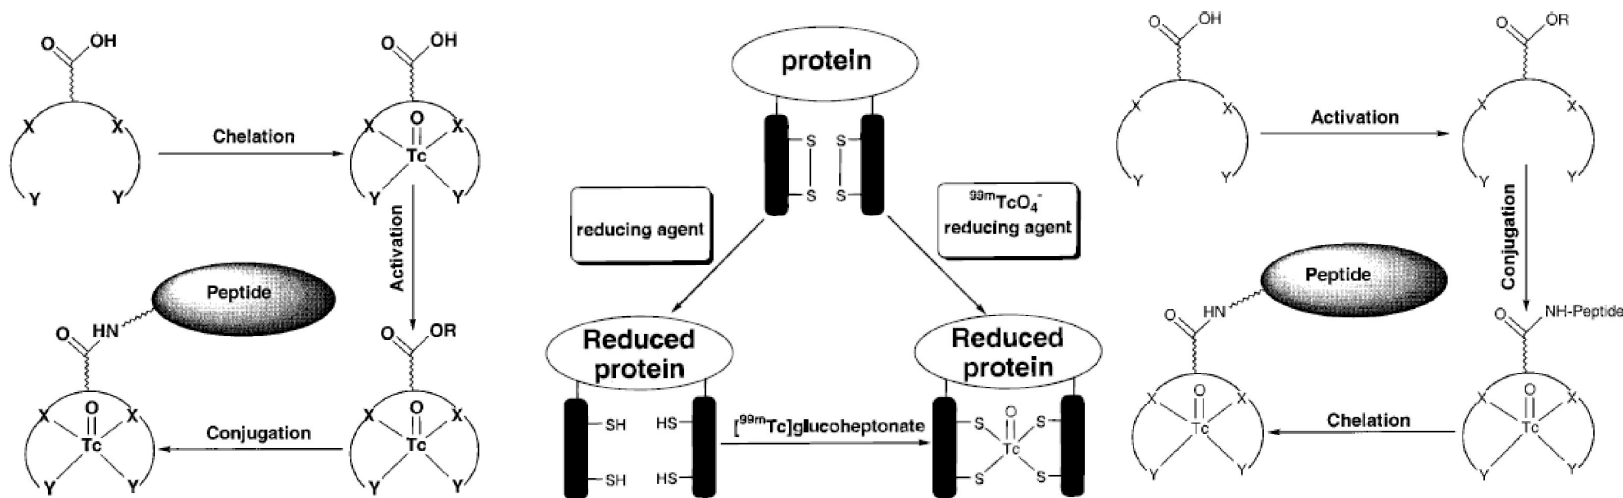 O
OH
X
X
Y
Y
Chelation
O
OH
O
X
X
Tc
Y
Y
Activation
O
OR
O
X
X
Tc
Y
Y
Conjugation
Peptide
O
HN
O
X
X
Tc
Y
Y
protein
S
S
S
S
reducing agent
99mTcO4-
reducing agent
Reduced
protein
SH
HS
SH
HS
[99mTc]glucoheptonate
Reduced
protein
O
S
S
Tc
S
S
O
OH
X
X
Y
Y
Activation
O
OR
X
X
Y
Y
Conjugation
O
NH-Peptide
O
X
X
Tc
Y
Y
Chelation
Peptide
O
HN
O
X
X
Tc
Y
Y